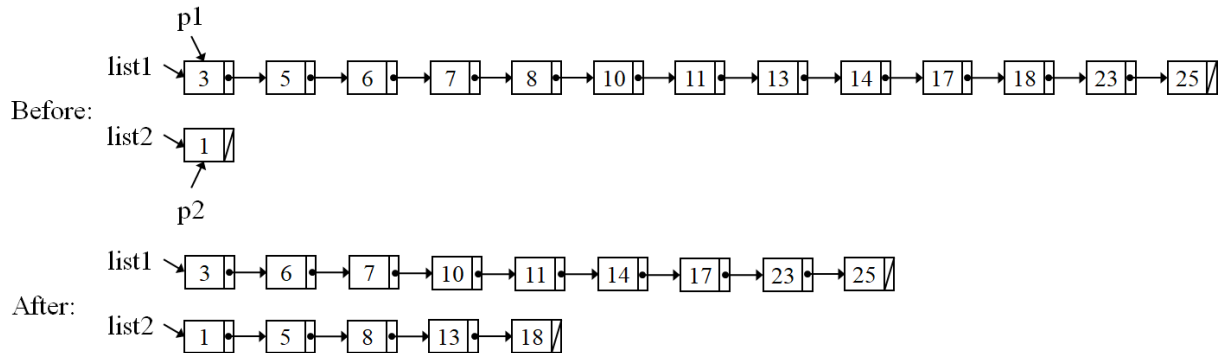 p1
list1 3 5 6 7 8 10 11 13 14 17 18 23 25
Before:
list2 1
p2
list1 3 6 7 10 11 14 17 23 25
After:
list2 1 5 8 13 18